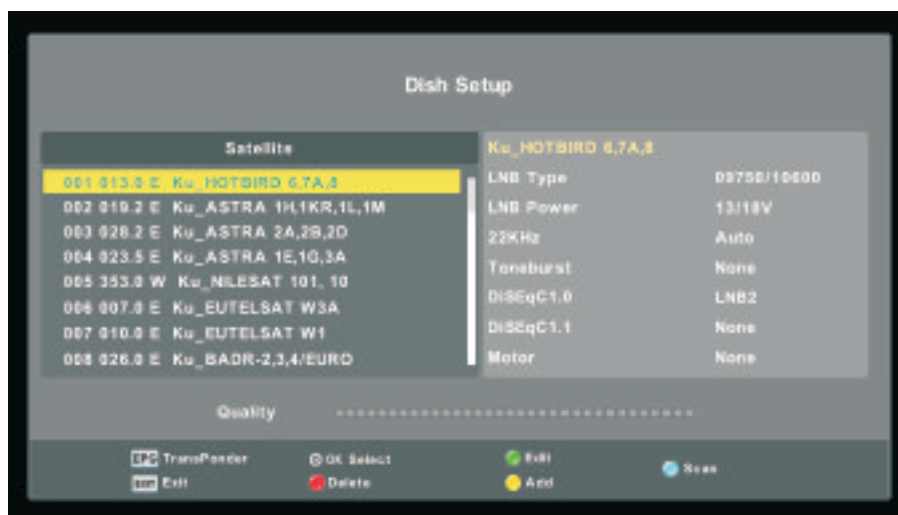 Dish Setup
Satellite
001 013.0 E Ku_HOTBIRD 6,7A,8
002 019.2 E Ku_ASTRA 1H,1KR,1L,1M
003 028.2 E Ku_ASTRA 2A,2B,2D
004 023.5 E Ku_ASTRA 1E,1G,3A
005 353.0 W Ku_NILESAT 101, 10
006 007.0 E Ku_EUTELSAT W3A
007 010.0 E Ku_EUTELSAT W1
008 026.0 E Ku_BADR-2,3,4/EURO
Ku_HOTBIRD 6,7A,8
LNB Type 09750/10600
LNB Power 13/18V
22KHz Auto
Toneburst None
DiSEqC1.0 LNB2
DiSEqC1.1 None
Motor None
Quality
EPG TransPonder
OK Select
Edit
Scan
Exit
Delete
Add